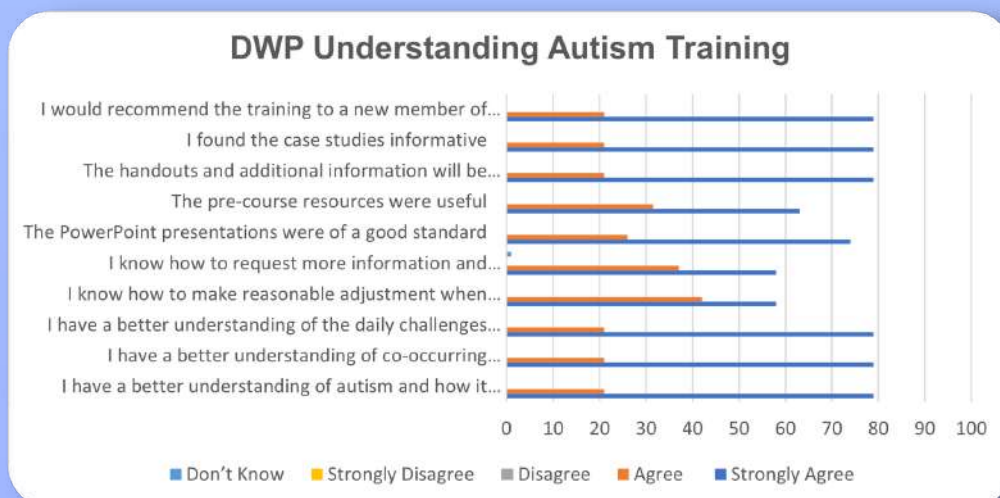 DWP Understanding Autism Training
I would recommend the training to a new member of...
I found the case studies informative
The handouts and additional information will be...
The pre-course resources were useful
The PowerPoint presentations were of a good standard
I know how to request more information and...
I know how to make reasonable adjustment when...
I have a better understanding of the daily challenges...
I have a better understanding of co-occurring...
I have a better understanding of autism and how it...
0 10 20 30 40 50 60 70 80 90 100
Don't Know Strongly Disagree Disagree Agree Strongly Agree